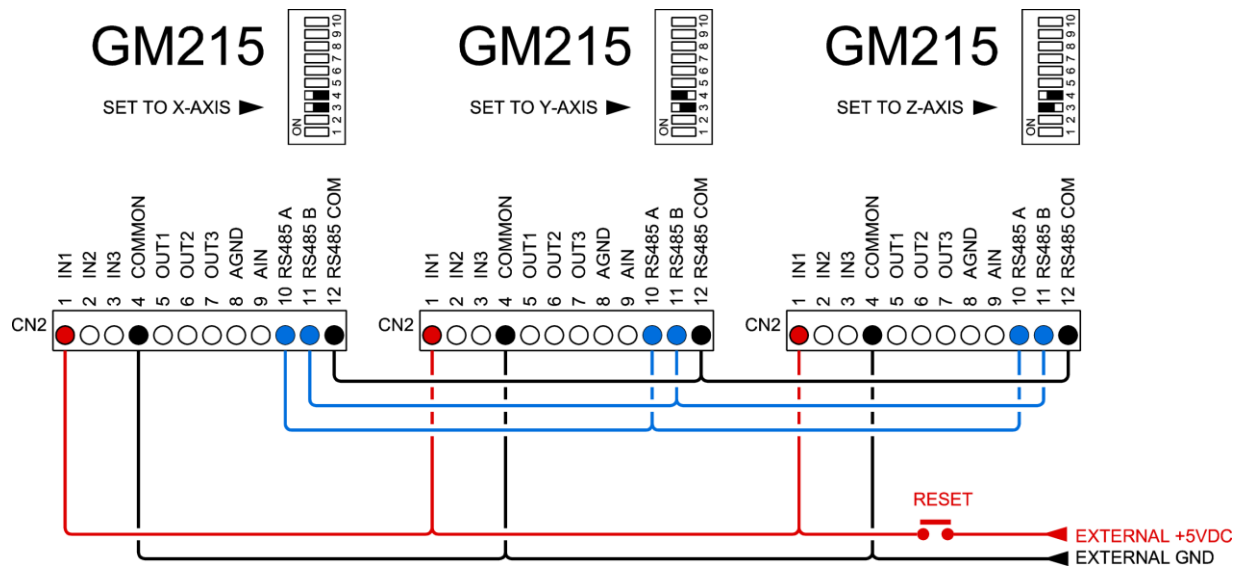 GM215
SET TO X-AXIS
ON
1 2 3 4 5 6 7 8 9 10
GM215
SET TO Y-AXIS
ON
1 2 3 4 5 6 7 8 9 10
GM215
SET TO Z-AXIS
ON
1 2 3 4 5 6 7 8 9 10
CN2
1 IN1
2 IN2
3 IN3
4 COMMON
5 OUT1
6 OUT2
7 OUT3
8 AGND
9 AIN
10 RS485 A
11 RS485 B
12 RS485 COM
CN2
1 IN1
2 IN2
3 IN3
4 COMMON
5 OUT1
6 OUT2
7 OUT3
8 AGND
9 AIN
10 RS485 A
11 RS485 B
12 RS485 COM
CN2
1 IN1
2 IN2
3 IN3
4 COMMON
5 OUT1
6 OUT2
7 OUT3
8 AGND
9 AIN
10 RS485 A
11 RS485 B
12 RS485 COM
RESET
EXTERNAL +5VDC
EXTERNAL GND